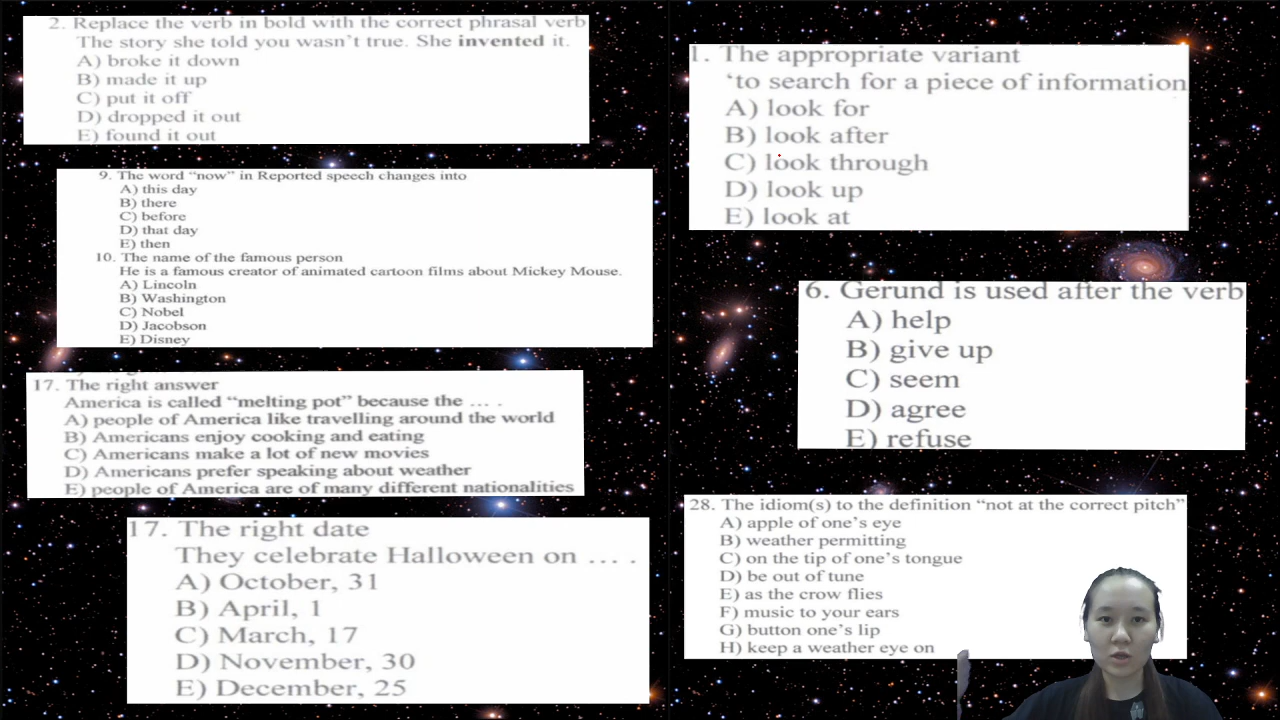 2. Replace the verb in bold with the correct phrasal verb
The story she told you wasn't true. She invented it.
A) broke it down
B) made it up
C) put it off
D) dropped it out
E) found it out
9. The word “now” in Reported speech changes into
A) this day
B) there
C) before
D) that day
E) then
10. The name of the famous person
He is a famous creator of animated cartoon films about Mickey Mouse.
A) Lincoln
B) Washington
C) Nobel
D) Jacobson
E) Disney
17. The right answer
America is called “melting pot” because the ... .
A) people of America like travelling around the world
B) Americans enjoy cooking and eating
C) Americans make a lot of new movies
D) Americans prefer speaking about weather
E) people of America are of many different nationalities
17. The right date
They celebrate Halloween on ... .
A) October, 31
B) April, 1
C) March, 17
D) November, 30
E) December, 25
1. The appropriate variant
‘to search for a piece of information
A) look for
B) look after
C) look through
D) look up
E) look at
6. Gerund is used after the verb
A) help
B) give up
C) seem
D) agree
E) refuse
28. The idiom(s) to the definition “not at the correct pitch”
A) apple of one's eye
B) weather permitting
C) on the tip of one's tongue
D) be out of tune
E) as the crow flies
F) music to your ears
G) button one's lip
H) keep a weather eye on